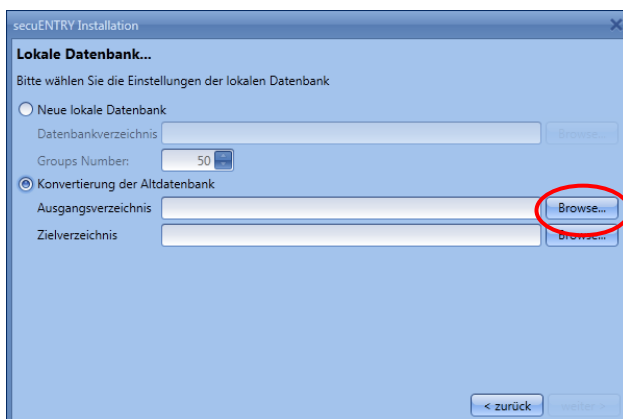 secuENTRY Installation
Lokale Datenbank...
Bitte wählen Sie die Einstellungen der lokalen Datenbank
Neue lokale Datenbank
Datenbankverzeichnis Browse...
Groups Number: 50
Konvertierung der Altdatenbank
Ausgangsverzeichnis Browse...
Zielverzeichnis Browse...
< zurück weiter >